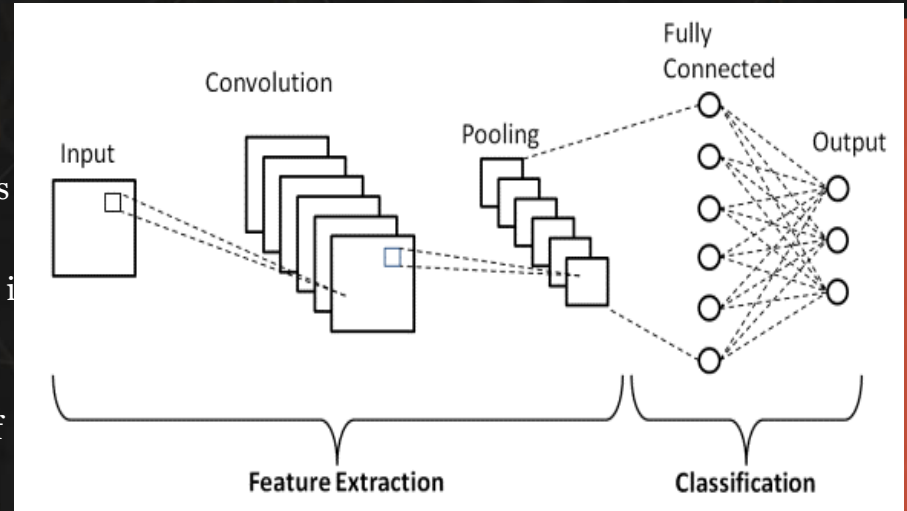 Fully
Connected
Convolution
Pooling
Output
Input
s
i
f
Feature Extraction
Classification